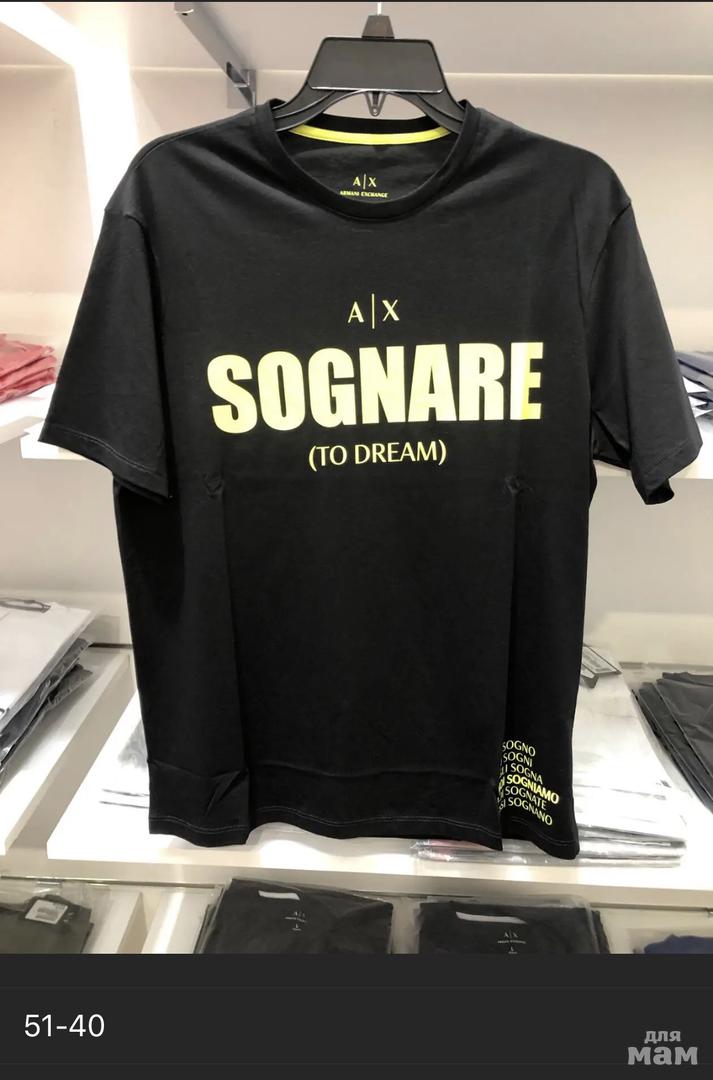 A|X
ARMANI EXCHANGE
A|X
SOGNARE
(TO DREAM)
SOGNO
SOGNI
I SOGNA
SOGNIAMO
SOGNATE
SOGNANO
A|X
L
A|X
L
51-40
для
мам